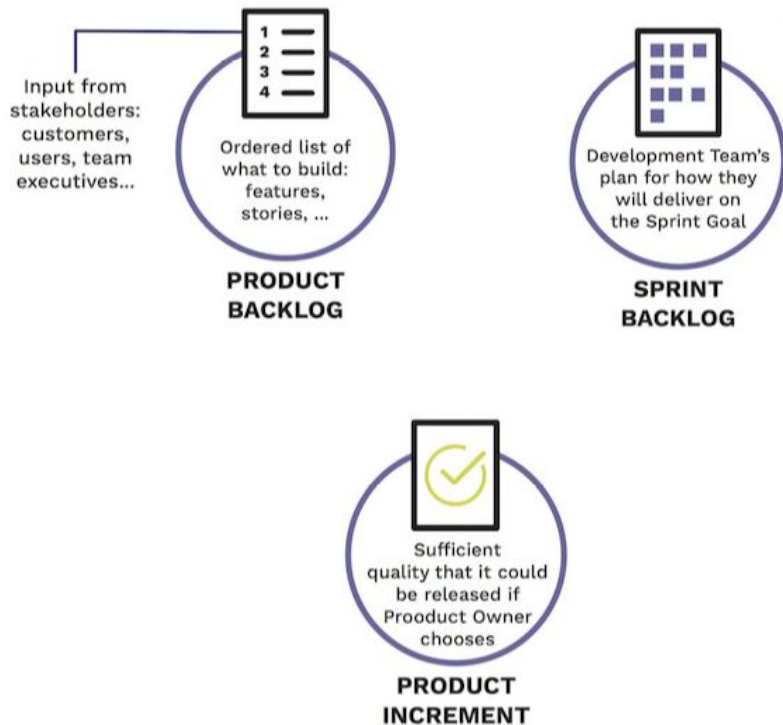 Input from
stakeholders:
customers,
users, team
executives...
1
2
3
4
Ordered list of
what to build:
features,
stories, ...
PRODUCT
BACKLOG
Development Team's
plan for how they
will deliver on
the Sprint Goal
SPRINT
BACKLOG
Sufficient
quality that it could
be released if
Prooduct Owner
chooses
PRODUCT
INCREMENT